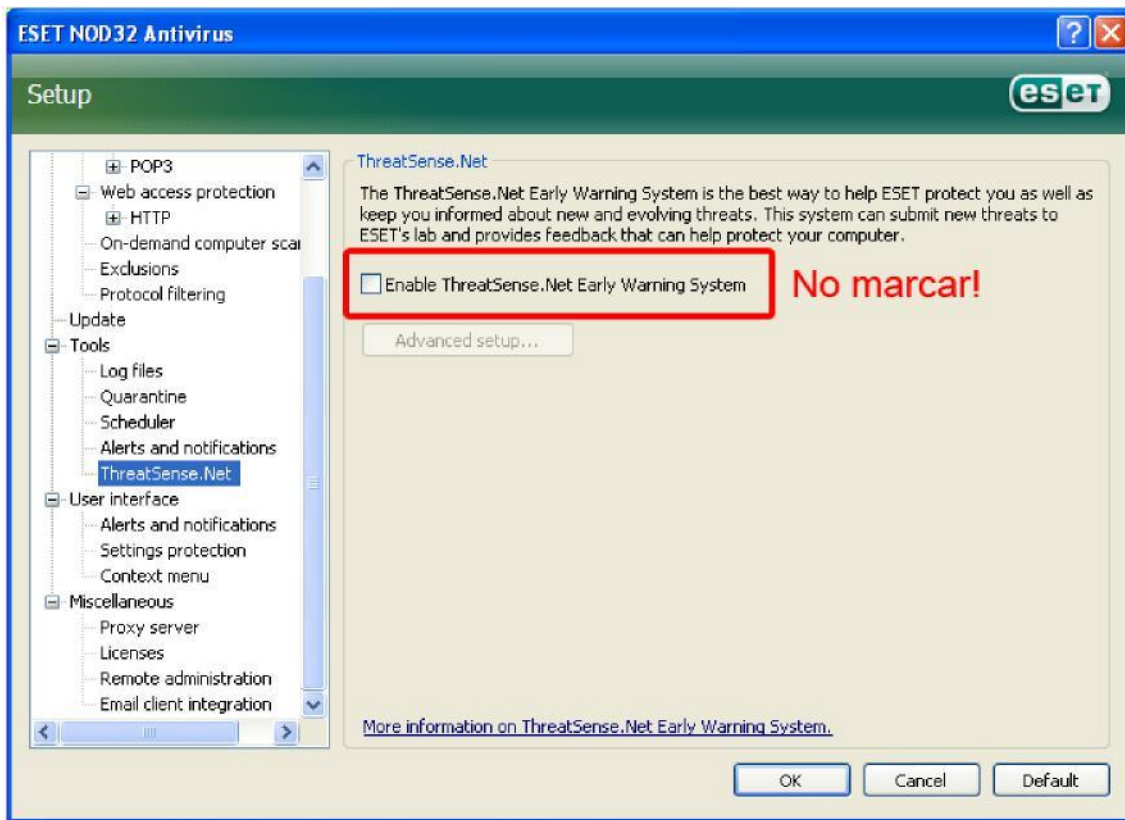 ESET NOD32 Antivirus
Setup
eseT
POP3
Web access protection
HTTP
On-demand computer scan
Exclusions
Protocol filtering
Update
Tools
Log files
Quarantine
Scheduler
Alerts and notifications
ThreatSense.Net
User interface
Alerts and notifications
Settings protection
Context menu
Miscellaneous
Proxy server
Licenses
Remote administration
Email client integration
ThreatSense.Net
The ThreatSense.Net Early Warning System is the best way to help ESET protect you as well as
keep you informed about new and evolving threats. This system can submit new threats to
ESET's lab and provides feedback that can help protect your computer.
Enable ThreatSense.Net Early Warning System
No marcar!
Advanced setup...
More information on ThreatSense.Net Early Warning System.
OK
Cancel
Default